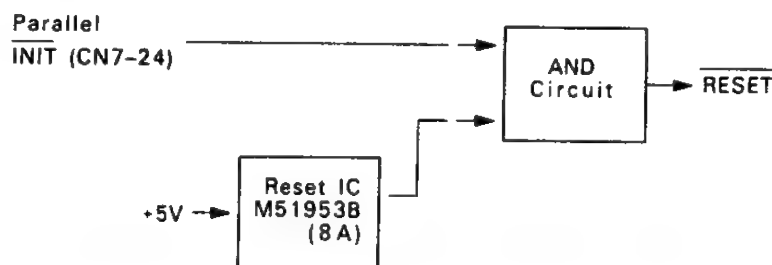 Parallel
INIT (CN7-24)
AND
Circuit
RESET
Reset IC
M51953B
(8A)
+5V